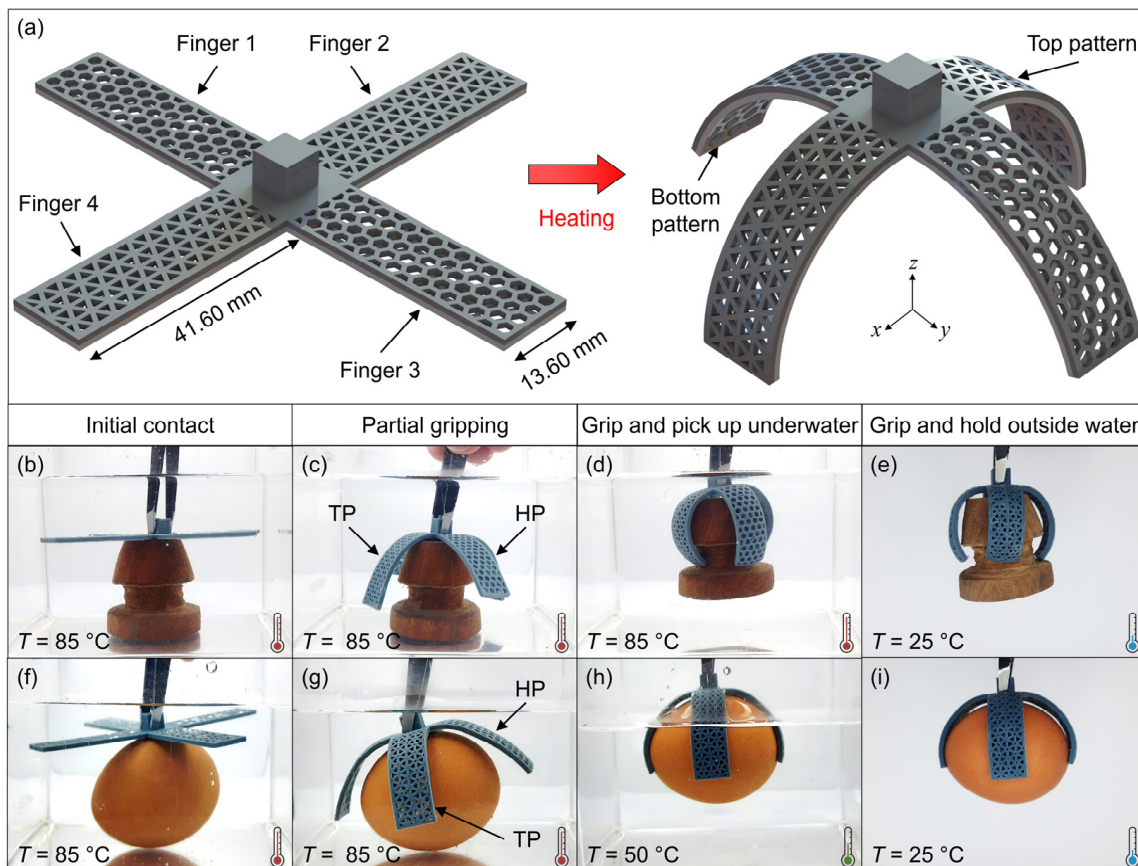 (a)
Finger 1
Finger 2
Top pattern
Finger 4
Heating
Bottom
pattern
41.60 mm
Finger 3
13.60 mm
z
x
y
Initial contact
Partial gripping
Grip and pick up underwater
Grip and hold outside water
(b)
T = 85 °C
(c)
TP
HP
T = 85 °C
(d)
T = 85 °C
(e)
T = 25 °C
(f)
T = 85 °C
(g)
HP
TP
T = 85 °C
(h)
T = 50 °C
(i)
T = 25 °C